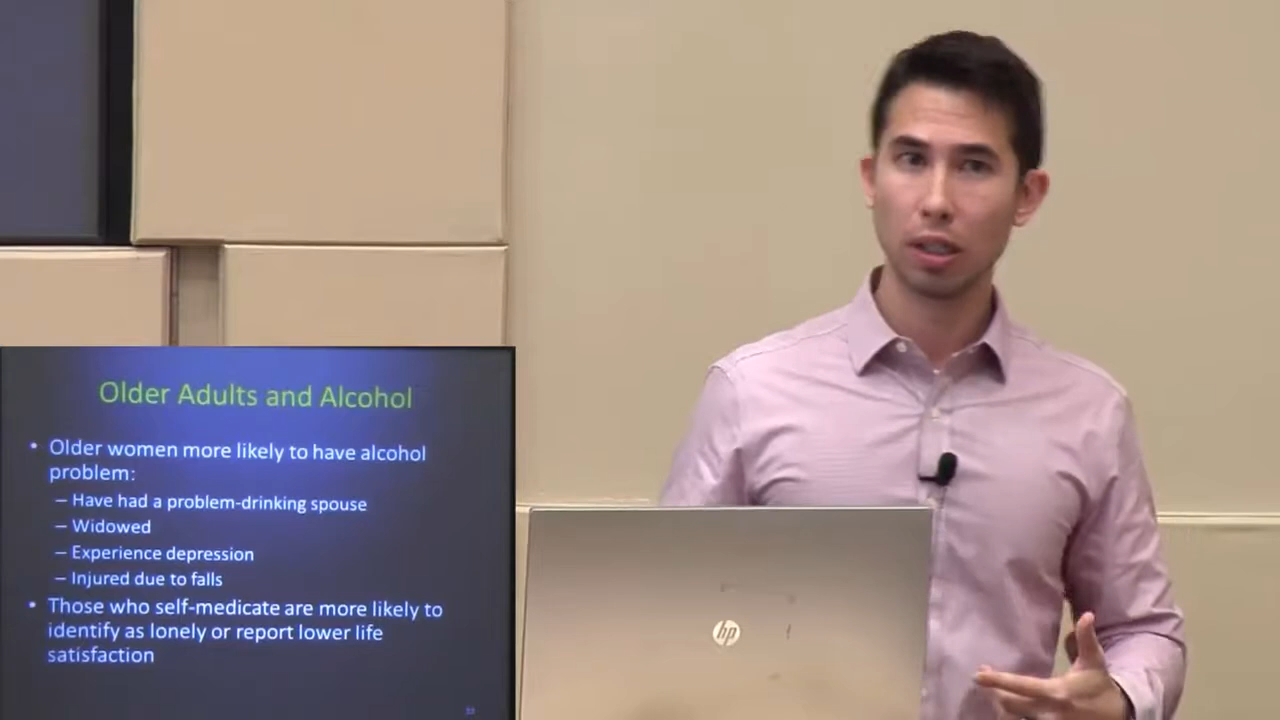 Older Adults and Alcohol
• Older women more likely to have alcohol
problem:
– Have had a problem-drinking spouse
– Widowed
– Experience depression
– Injured due to falls
• Those who self-medicate are more likely to
identify as lonely or report lower life
satisfaction
hp